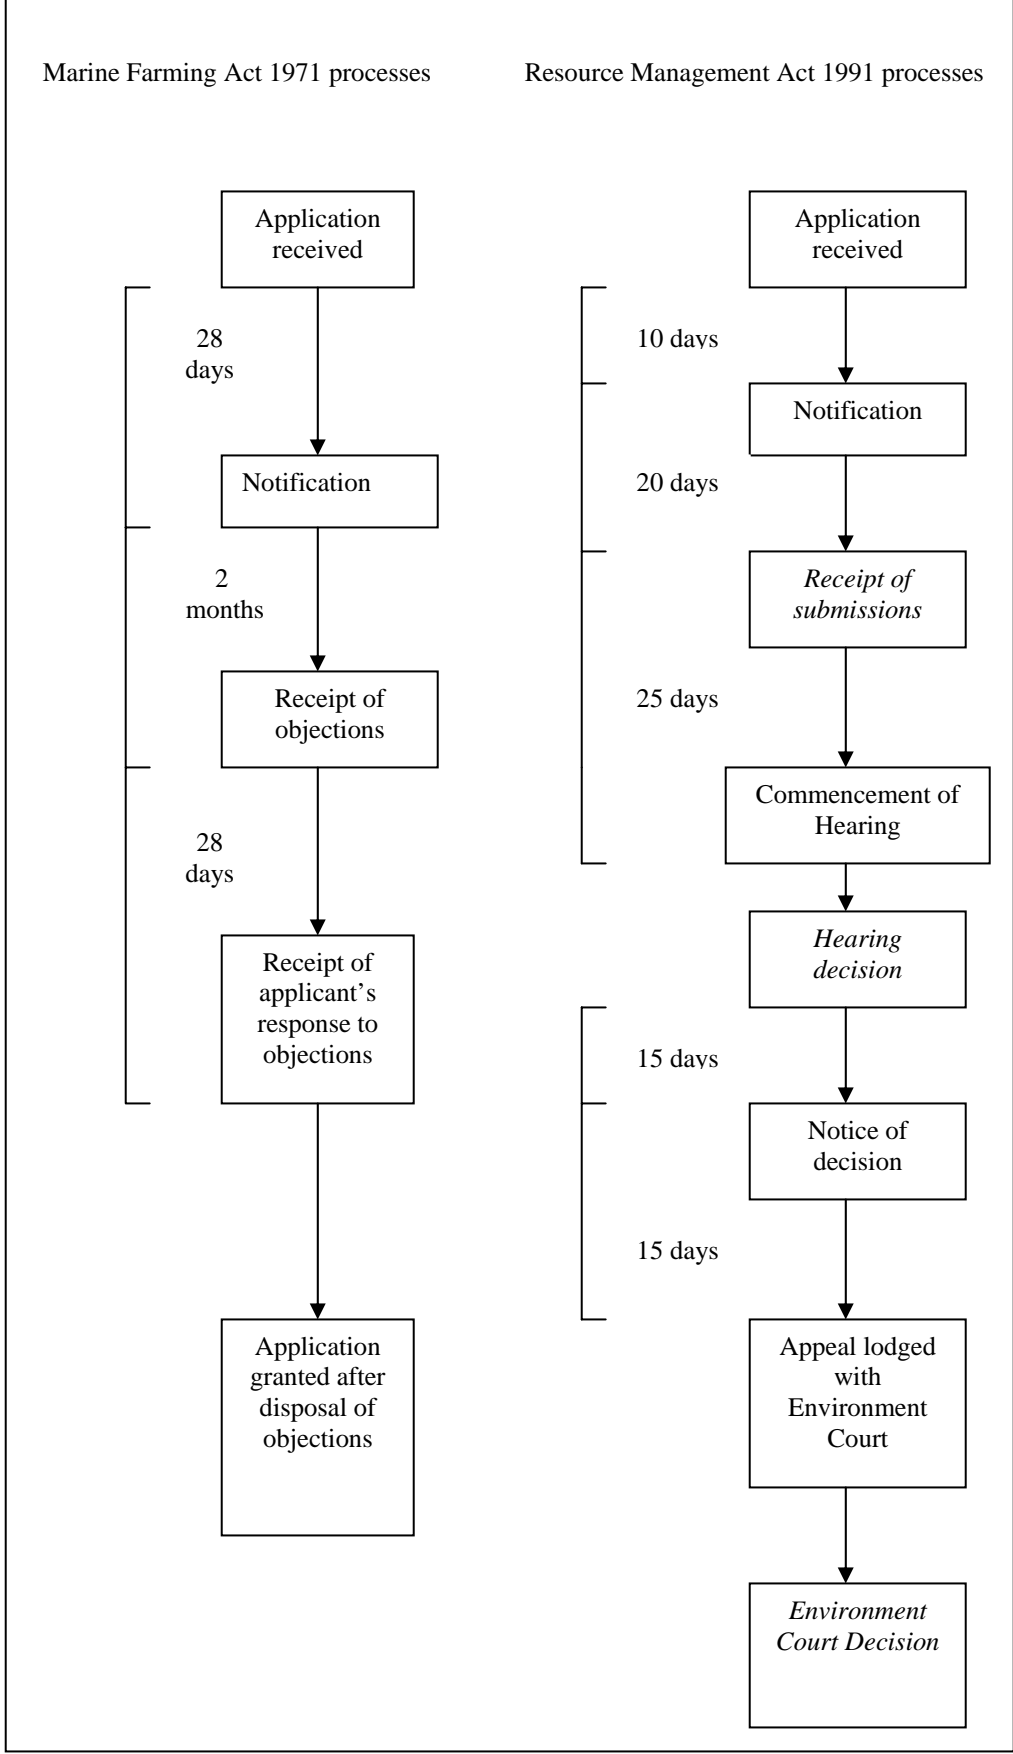 Marine Farming Act 1971 processes
Application
received
28
days
Notification
2
months
Receipt of
objections
28
days
Receipt of
applicant’s
response to
objections
Application
granted after
disposal of
objections
Resource Management Act 1991 processes
Application
received
10 days
Notification
20 days
Receipt of
submissions
25 days
Commencement of
Hearing
Hearing
decision
15 days
Notice of
decision
15 days
Appeal lodged
with
Environment
Court
Environment
Court Decision